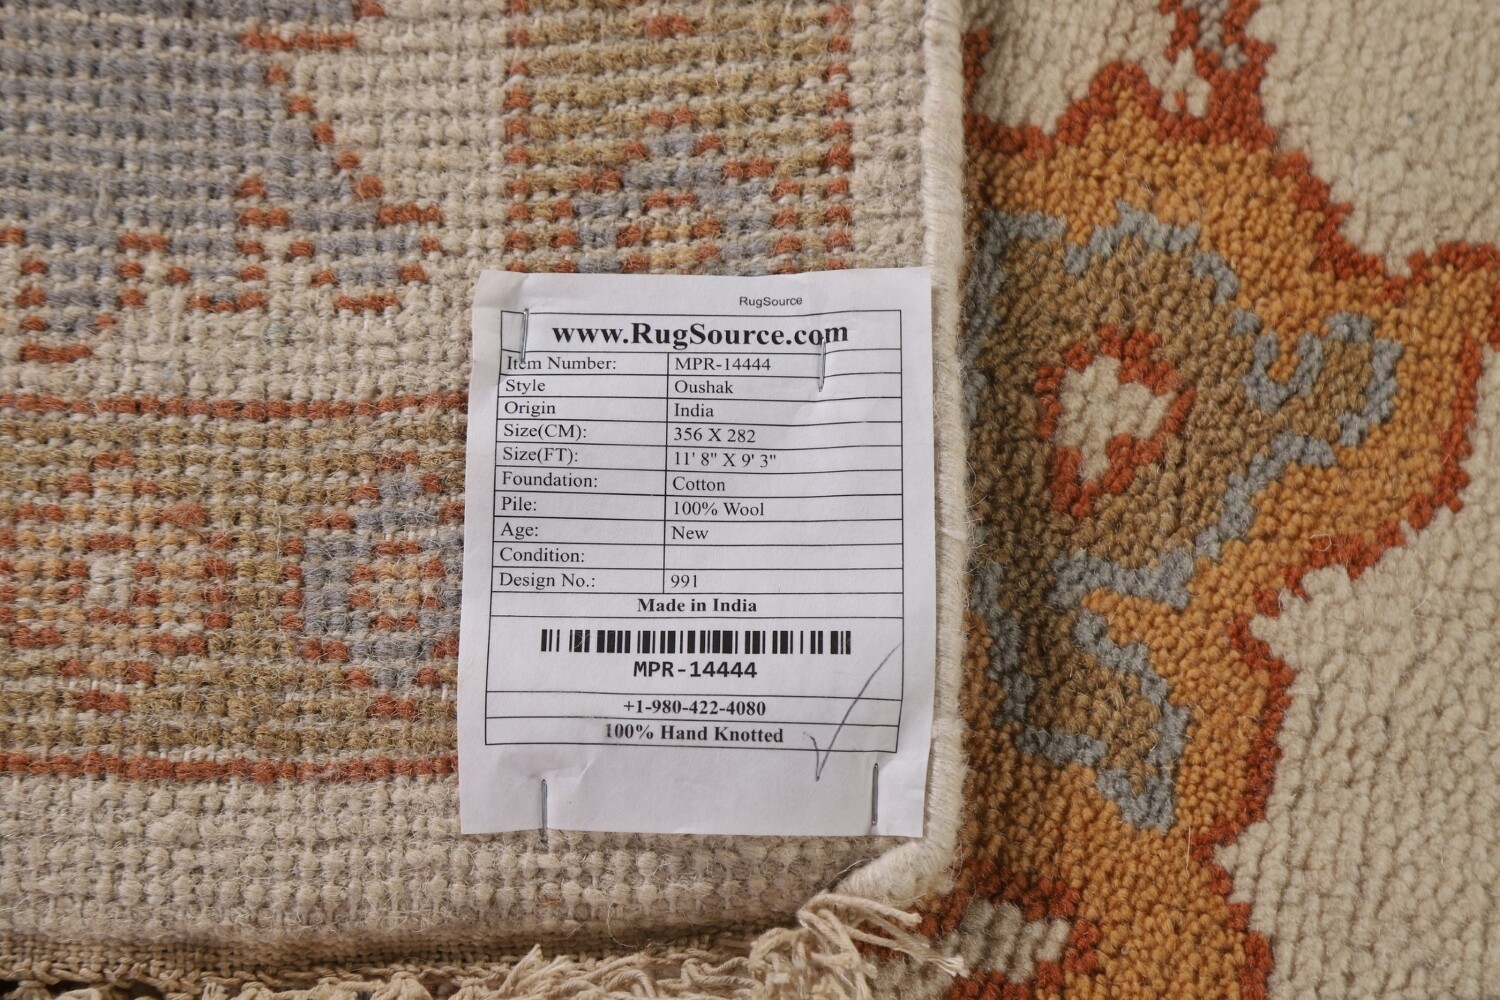 RugSource
www.RugSource.com
Item Number: MPR-14444
Style Oushak
Origin India
Size(CM): 356 X 282
Size(FT): 11' 8" X 9' 3"
Foundation: Cotton
Pile: 100% Wool
Age: New
Condition:
Design No.: 991
Made in India
MPR-14444
+1-980-422-4080
100% Hand Knotted